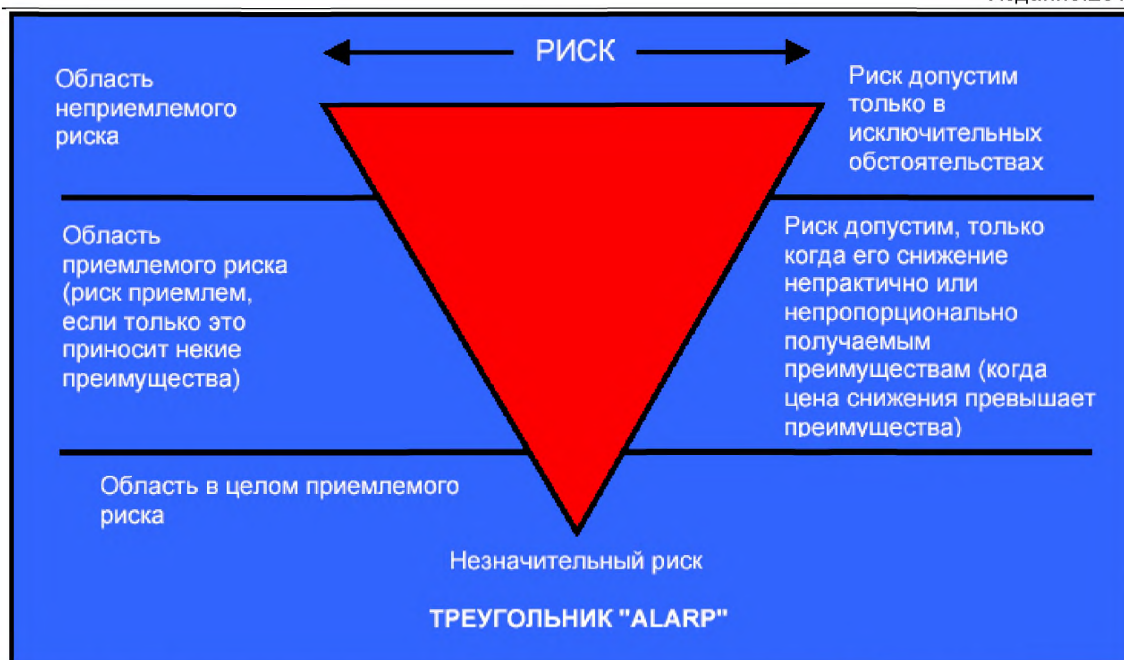 РИСК
Область
неприемлемого
риска
Риск допустим
только в
исключительных
обстоятельствах
Область
приемлемого риска
(риск приемлем,
если только это
приносит некие
преимущества)
Риск допустим, только
когда его снижение
непрактично или
непропорционально
получаемым
преимуществам (когда
цена снижения превышает
преимущества)
Область в целом приемлемого
риска
Незначительный риск
ТРЕУГОЛЬНИК "ALARP"